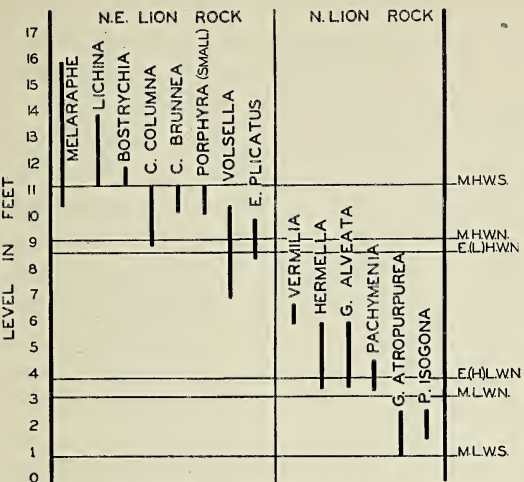 N.E. LION ROCK
N. LION ROCK
LEVEL IN FEET
17
16
15
14
13
12
11
10
9
8
7
6
5
4
3
2
1
0
MELARAPHE
LICHINA
BOSTRYCHIA
C. COLUMNA
C. BRUNNEA
PORPHYRA (SMALL)
VOLSELLA
E. PLICATUS
VERMILIA
HERMELLA
G. ALVEATA
PACHYMENIA
G. ATROPURPUREA
P. ISOGONA
M.H.W.S.
M.H.W.N.
E.(L)H.W.N
E.(H)L.W.N
M.L.W.N.
M.L.W.S.